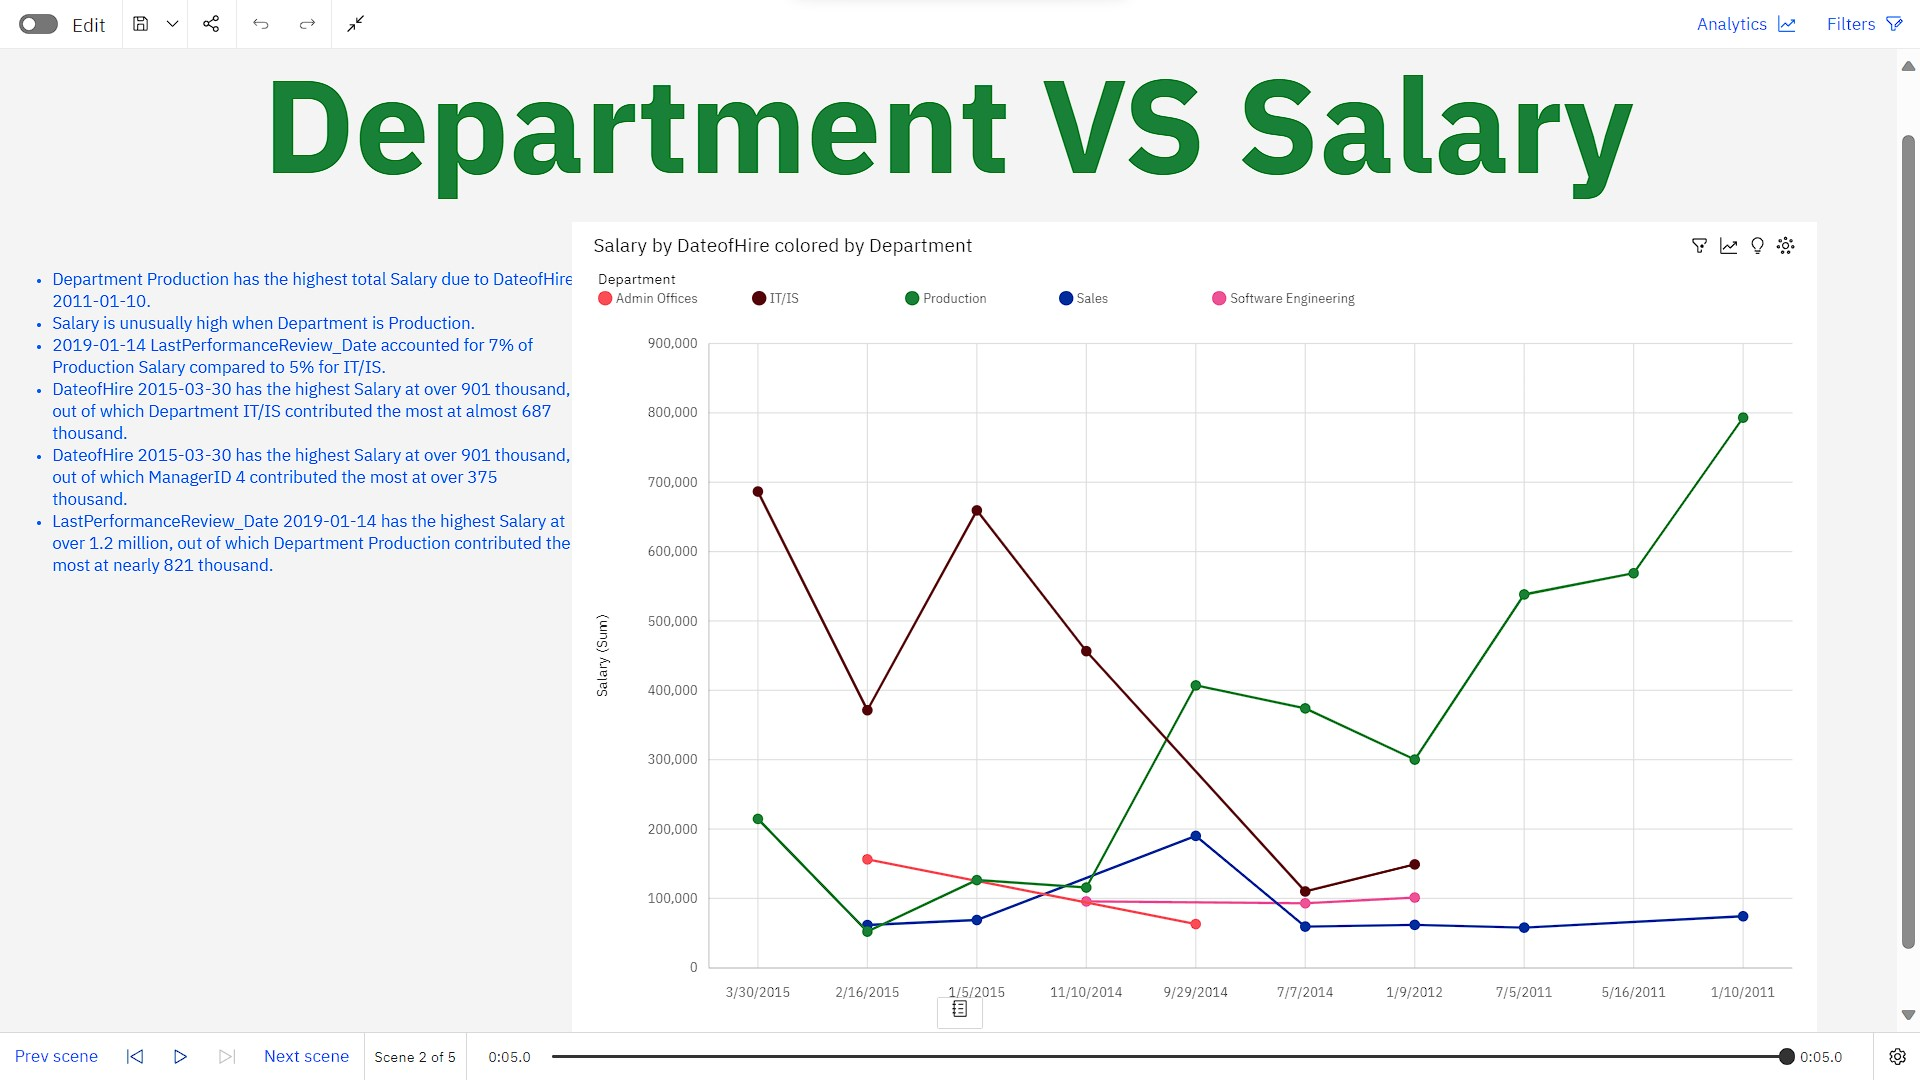 Edit
Analytics
Filters
Department VS Salary
• Department Production has the highest total Salary due to DateofHire
2011-01-10.
• Salary is unusually high when Department is Production.
• 2019-01-14 LastPerformanceReview_Date accounted for 7% of
Production Salary compared to 5% for IT/IS.
• DateofHire 2015-03-30 has the highest Salary at over 901 thousand,
out of which Department IT/IS contributed the most at almost 687
thousand.
• DateofHire 2015-03-30 has the highest Salary at over 901 thousand,
out of which ManagerID 4 contributed the most at over 375
thousand.
• LastPerformanceReview_Date 2019-01-14 has the highest Salary at
over 1.2 million, out of which Department Production contributed the
most at nearly 821 thousand.
Salary by DateofHire colored by Department
Department
Admin Offices IT/IS Production Sales Software Engineering
900,000
800,000
700,000
600,000
500,000
400,000
300,000
200,000
100,000
0
Salary (Sum)
3/30/2015 2/16/2015 1/5/2015 11/10/2014 9/29/2014 7/7/2014 1/9/2012 7/5/2011 5/16/2011 1/10/2011
Prev scene Next scene Scene 2 of 5 0:05.0 0:05.0